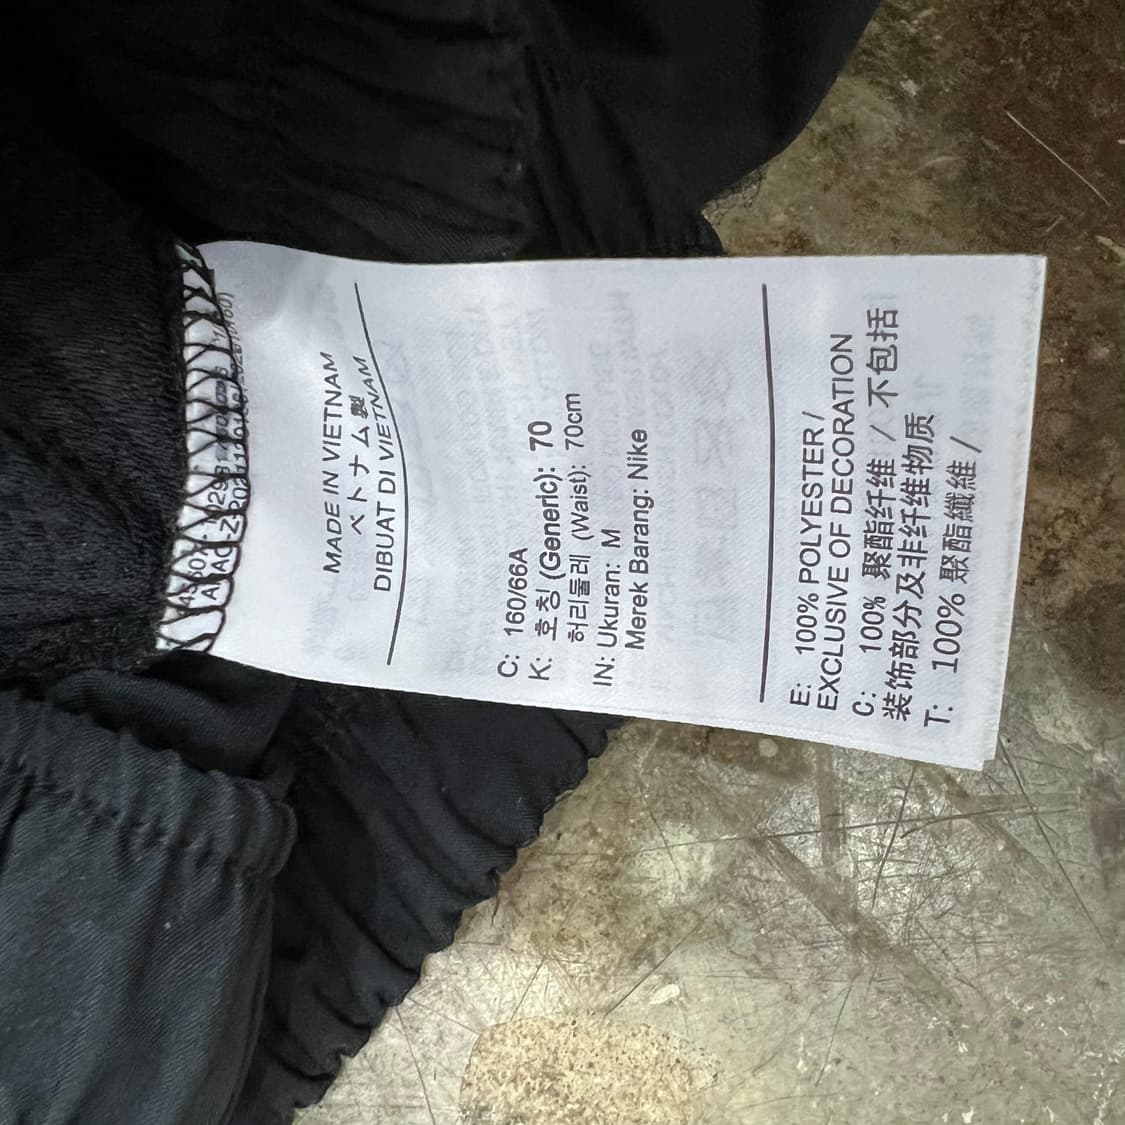 MADE IN VIETNAM
ベトナム製
DIBUAT DI VIETNAM
C: 160/66A
K: 호칭 (Generic): 70
허리둘레 (Waist): 70cm
IN: Ukuran: M
Merek Barang: Nike
E: 100% POLYESTER /
EXCLUSIVE OF DECORATION
C: 100% 聚酯纤维 / 不包括
装饰部分及非纤维物质
T: 100% 聚酯纖維 /